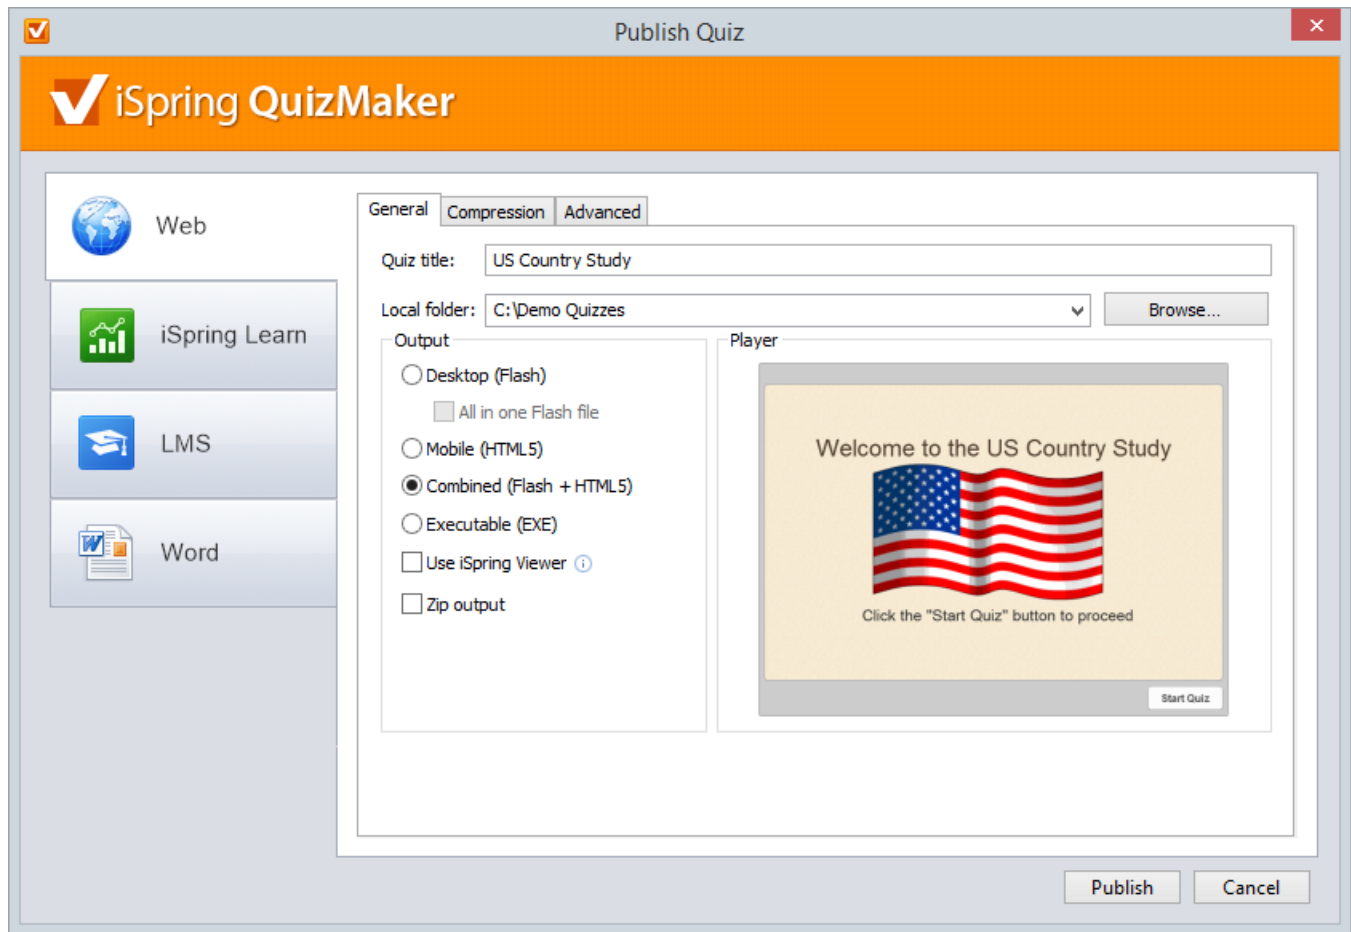 Publish Quiz
iSpring QuizMaker
Web
iSpring Learn
LMS
Word
General Compression Advanced
Quiz title: US Country Study
Local folder: C:\Demo Quizzes Browse...
Output
Desktop (Flash)
All in one Flash file
Mobile (HTML5)
Combined (Flash + HTML5)
Executable (EXE)
Use iSpring Viewer
Zip output
Player
Welcome to the US Country Study
Click the "Start Quiz" button to proceed
Start Quiz
Publish Cancel